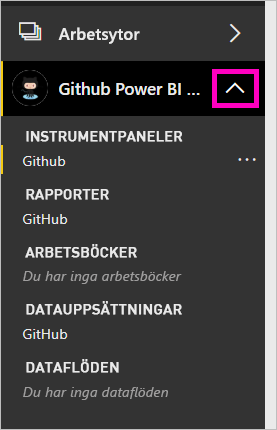 Arbetsytor
Github Power BI ...
INSTRUMENTPANELER
Github
RAPPORTER
GitHub
ARBETSBÖCKER
Du har inga arbetsböcker
DATAUPPSÄTTNINGAR
GitHub
DATAFLÖDEN
Du har inga dataflöden